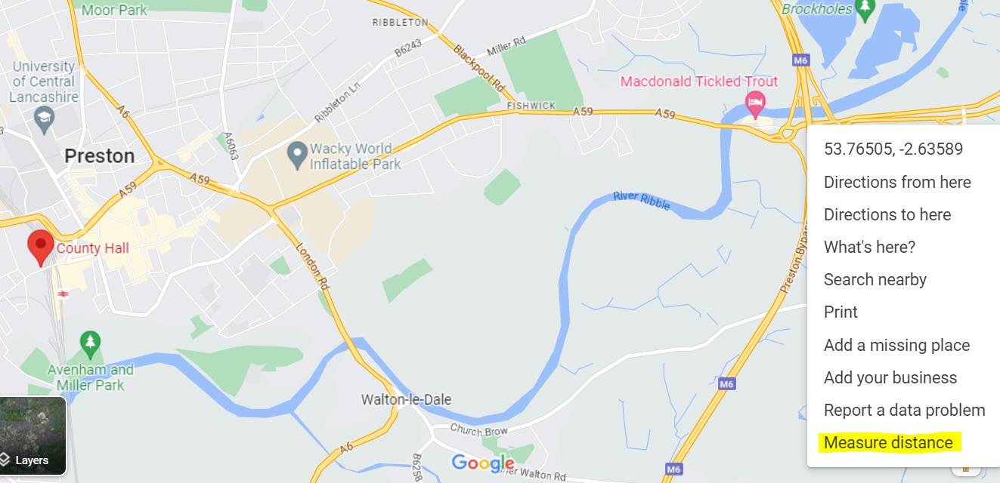 Moor Park
RIBBLETON
Brockholes
B6243
Miller Rd
Blackpool Rd
M6
University
of Central
Lancashire
Macdonald Tickled Trout
Ribbleton Ln
FISHWICK
A6
A59
A59
A6063
Preston
Wacky World
Inflatable Park
A59
A59
River Ribble
County Hall
London Rd
Preston Bypass
Avenham and
Miller Park
Walton-le-Dale
M6
Church Brow
A6
B6258
Google
Walton Rd
M6
Layers
53.76505, -2.63589
Directions from here
Directions to here
What's here?
Search nearby
Print
Add a missing place
Add your business
Report a data problem
Measure distance